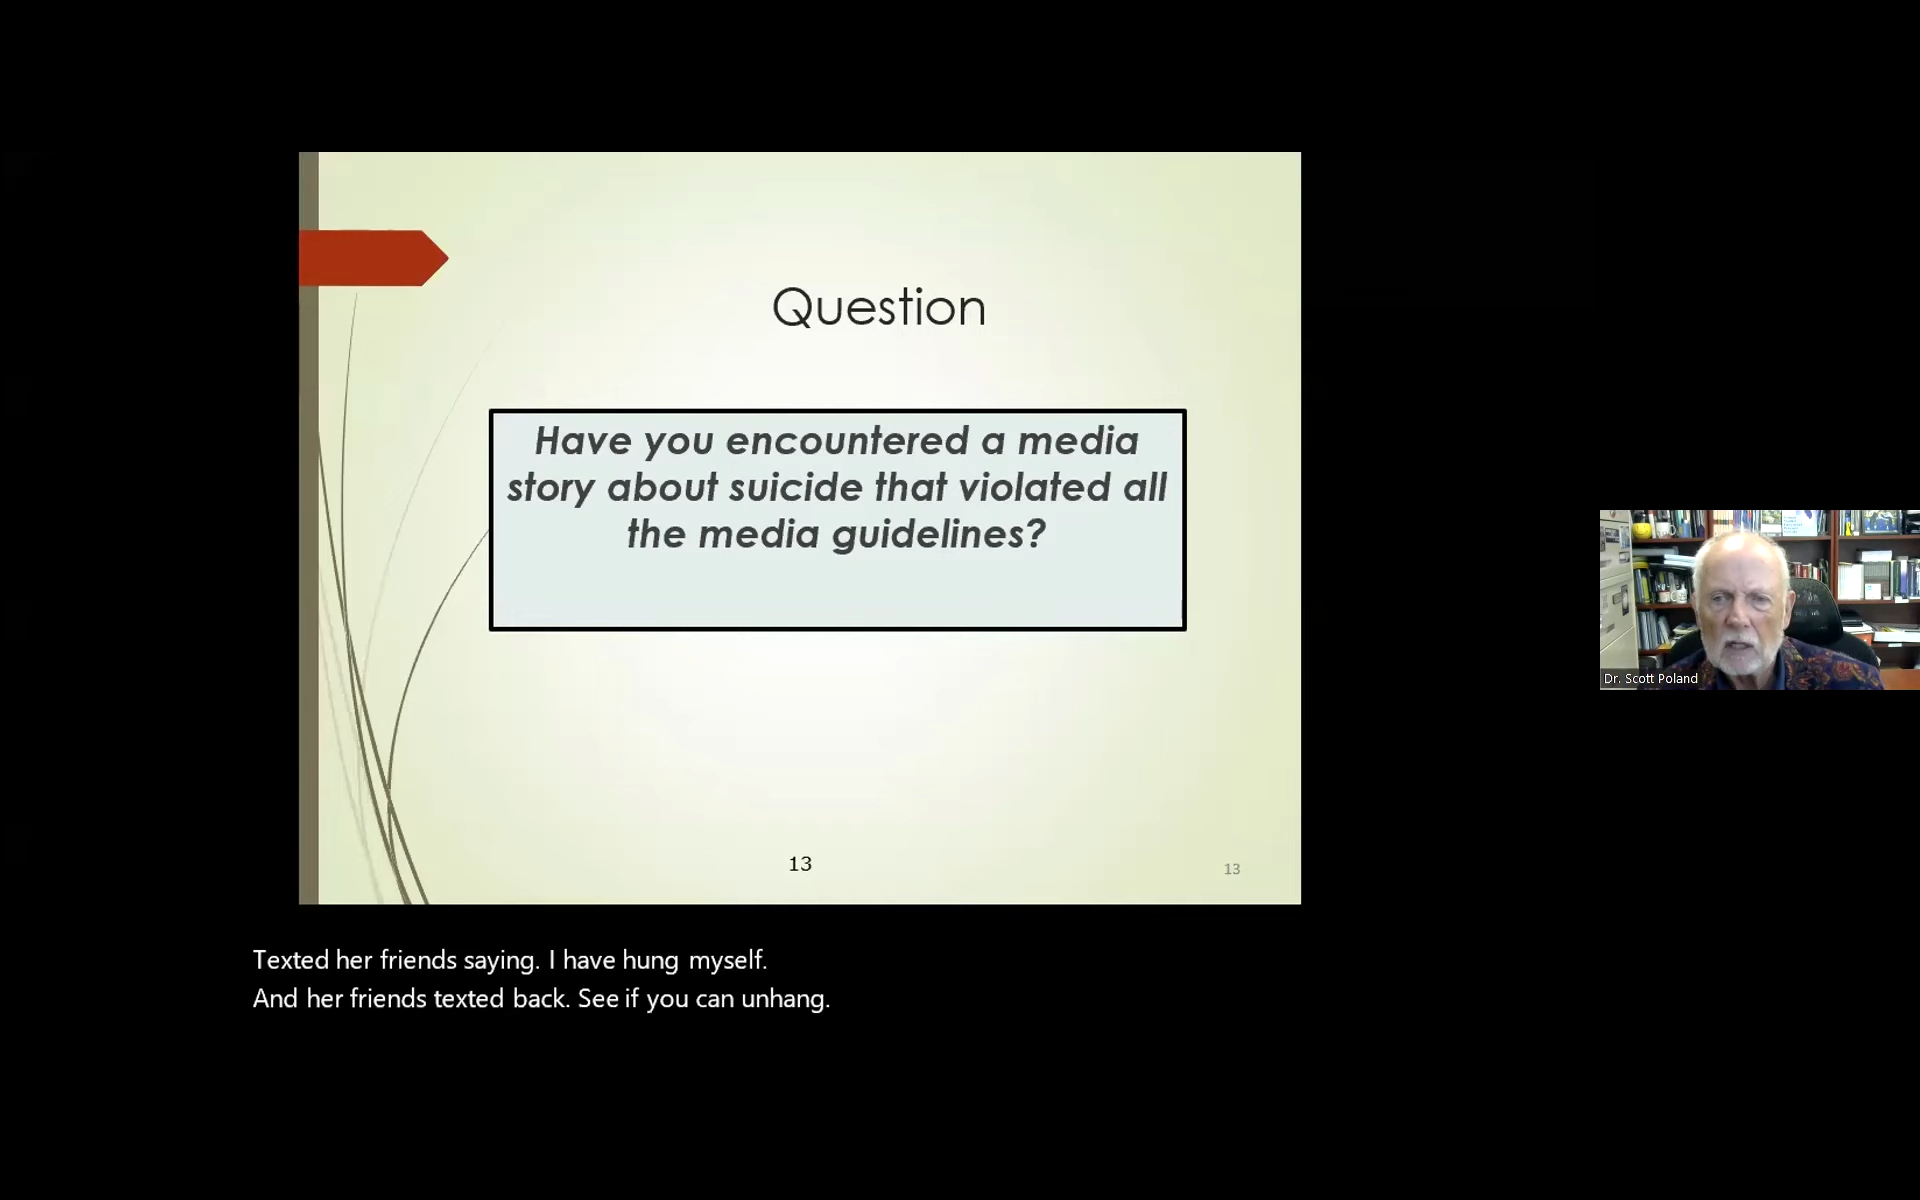 Question
Have you encountered a media
story about suicide that violated all
the media guidelines?
13
13
Dr. Scott Poland
Texted her friends saying. I have hung myself.
And her friends texted back. See if you can unhang.